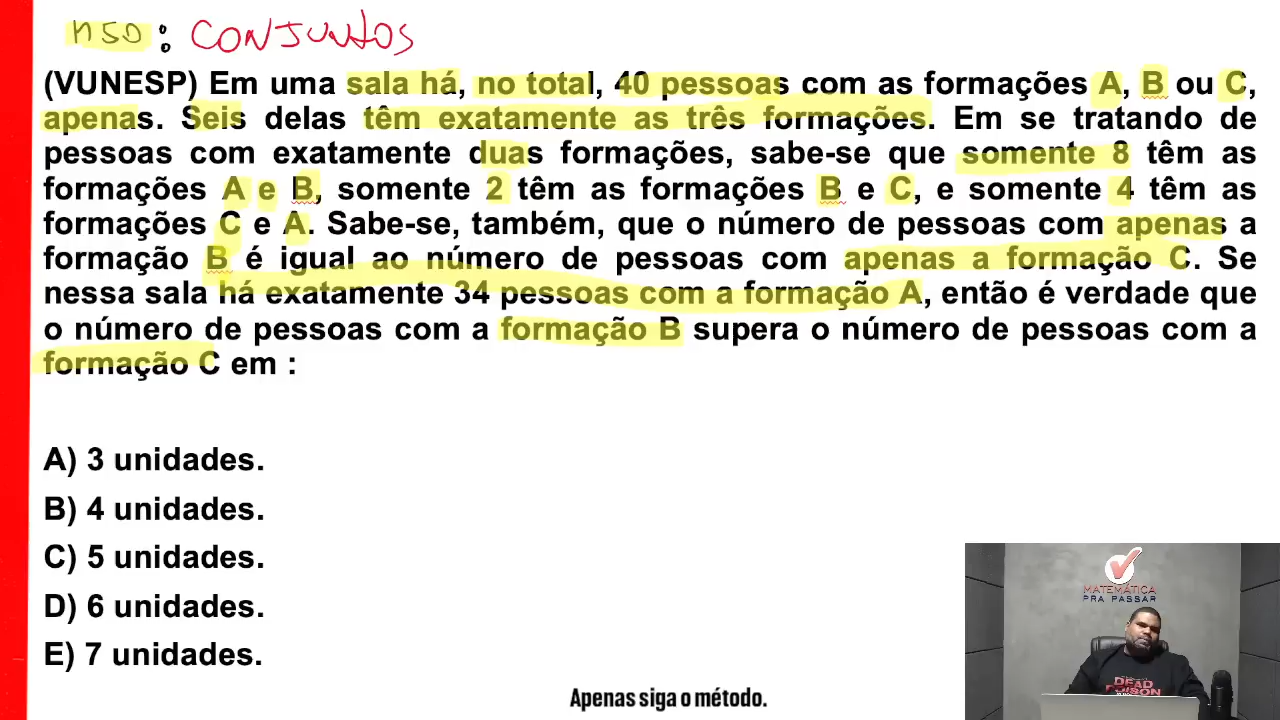 MSD: CONJUNTOS
(VUNESP) Em uma sala há, no total, 40 pessoas com as formações A, B ou C,
apenas. Seis delas têm exatamente as três formações. Em se tratando de
pessoas com exatamente duas formações, sabe-se que somente 8 têm as
formações A e B, somente 2 têm as formações B e C, e somente 4 têm as
formações C e A. Sabe-se, também, que o número de pessoas com apenas a
formação B é igual ao número de pessoas com apenas a formação C. Se
nessa sala há exatamente 34 pessoas com a formação A, então é verdade que
o número de pessoas com a formação B supera o número de pessoas com a
formação C em :
A) 3 unidades.
B) 4 unidades.
C) 5 unidades.
D) 6 unidades.
E) 7 unidades.
MATEMÁTICA
PRA PASSAR
DEAD
POISON
Apenas siga o método.